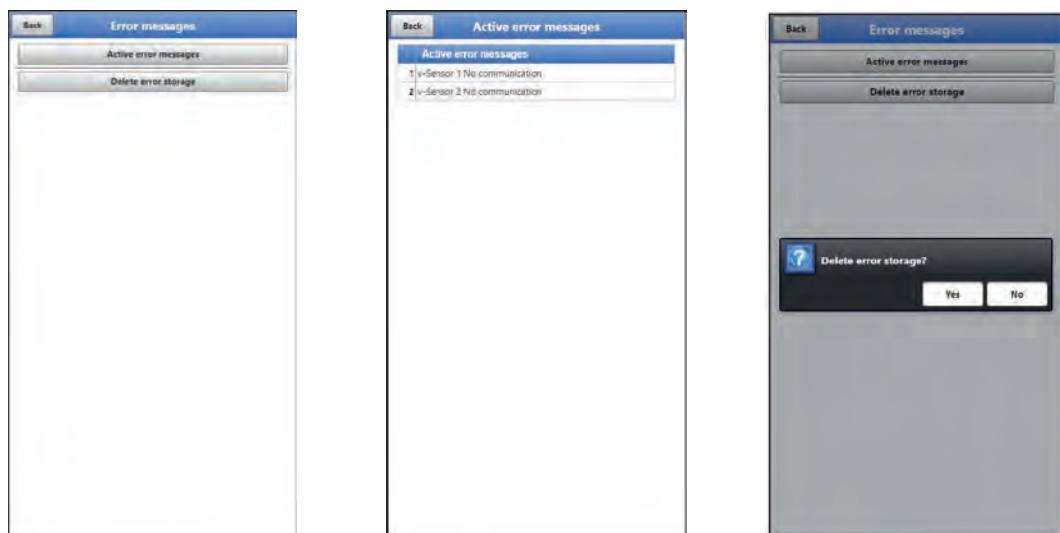 Back Error messages
Active error messages
Delete error storage
Back Active error messages
Active error messages
1 v-Sensor 1 No communication
2 v-Sensor 2 No communication
Back Error messages
Active error messages
Delete error storage
Delete error storage?
Yes No